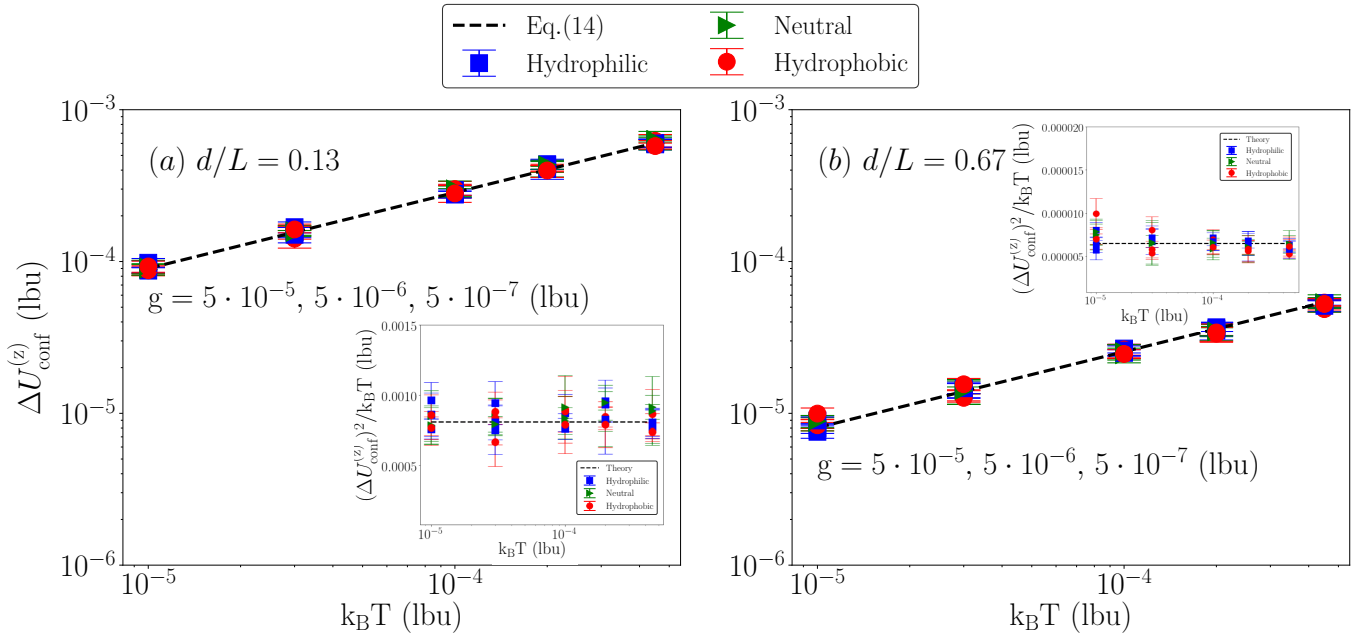 Eq.(14)
Hydrophilic
Neutral
Hydrophobic
(a) d/L = 0.13
10⁻³
10⁻⁴
10⁻⁵
10⁻⁶
ΔU_conf^(z) (lbu)
g = 5 · 10⁻⁵, 5 · 10⁻⁶, 5 · 10⁻⁷ (lbu)
0.0015
0.0010
0.0005
(ΔU_conf^(z))²/k_BT (lbu)
Theory
Hydrophilic
Neutral
Hydrophobic
10⁻⁵
10⁻⁴
k_BT (lbu)
10⁻⁵
10⁻⁴
k_BT (lbu)
(b) d/L = 0.67
10⁻³
10⁻⁴
10⁻⁵
10⁻⁶
0.000020
0.000010
0.000005
(ΔU_conf^(z))²/k_BT (lbu)
Theory
Hydrophilic
Neutral
Hydrophobic
10⁻⁵
10⁻⁴
k_BT (lbu)
g = 5 · 10⁻⁵, 5 · 10⁻⁶, 5 · 10⁻⁷ (lbu)
10⁻⁵
10⁻⁴
k_BT (lbu)